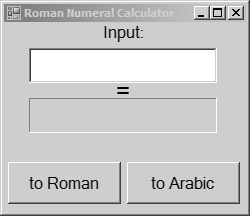 Roman Numeral Calculator
Input:
=
to Roman
to Arabic